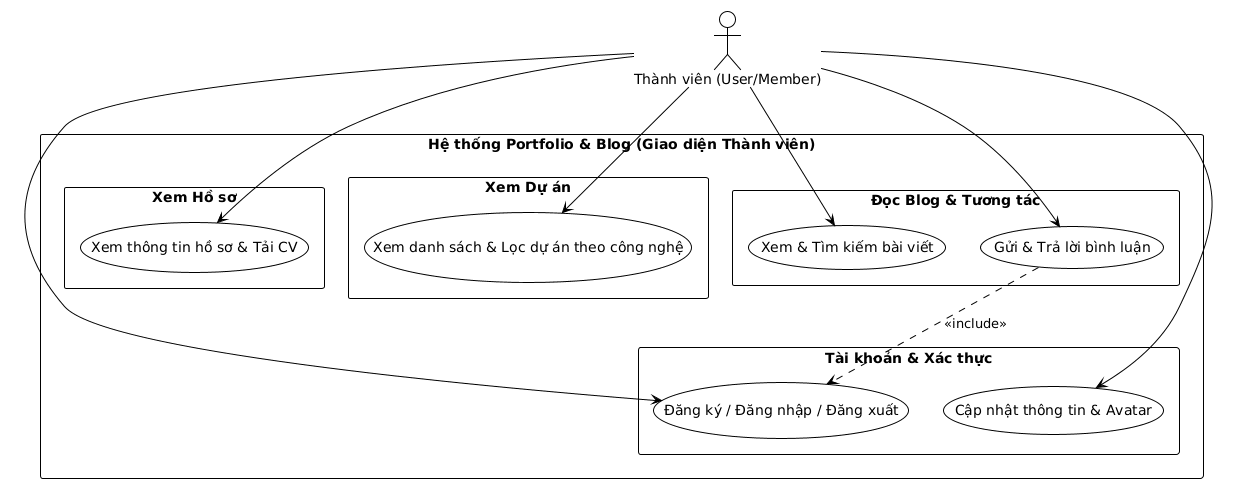 Thành viên (User/Member)
Hệ thống Portfolio & Blog (Giao diện Thành viên)
Xem Hồ sơ
Xem thông tin hồ sơ & Tải CV
Xem Dự án
Xem danh sách & Lọc dự án theo công nghệ
Đọc Blog & Tương tác
Xem & Tìm kiếm bài viết
Gửi & Trả lời bình luận
«include»
Tài khoản & Xác thực
Đăng ký / Đăng nhập / Đăng xuất
Cập nhật thông tin & Avatar